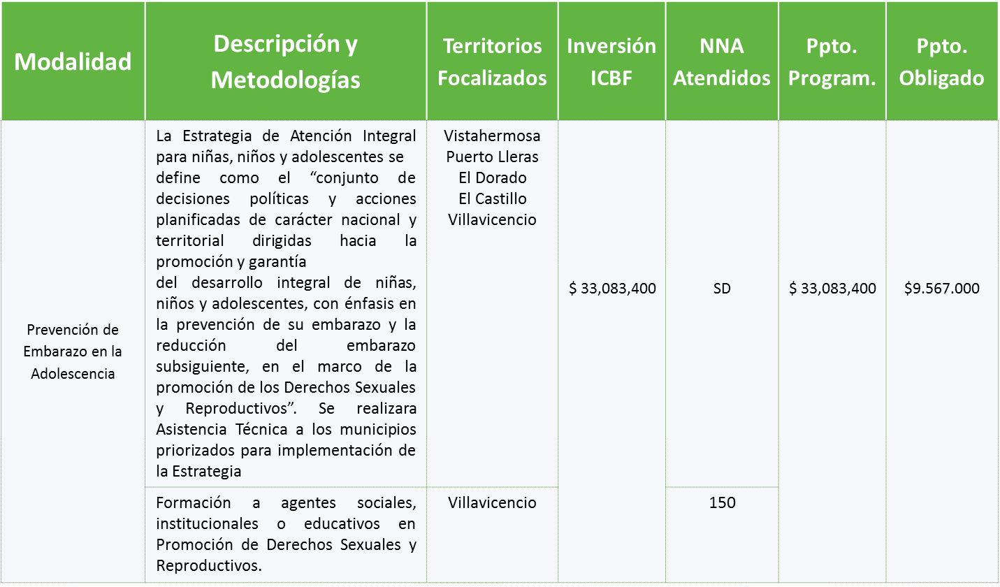 Modalidad
Descripción y
Metodologías
Territorios
Focalizados
Inversión
ICBF
NNA
Atendidos
Ppto.
Program.
Ppto.
Obligado
Prevención de
Embarazo en la
Adolescencia
La Estrategia de Atención Integral
para niñas, niños y adolescentes se
define como el “conjunto de
decisiones políticas y acciones
planificadas de carácter nacional y
territorial dirigidas hacia la
promoción y garantía
del desarrollo integral de niñas,
niños y adolescentes, con énfasis en
la prevención de su embarazo y la
reducción del embarazo
subsiguiente, en el marco de la
promoción de los Derechos Sexuales
y Reproductivos”. Se realizara
Asistencia Técnica a los municipios
priorizados para implementación de
la Estrategia
Vistahermosa
Puerto Lleras
El Dorado
El Castillo
Villavicencio
$ 33,083,400
SD
$ 33,083,400
$9.567.000
Formación a agentes sociales,
institucionales o educativos en
Promoción de Derechos Sexuales y
Reproductivos.
Villavicencio
150